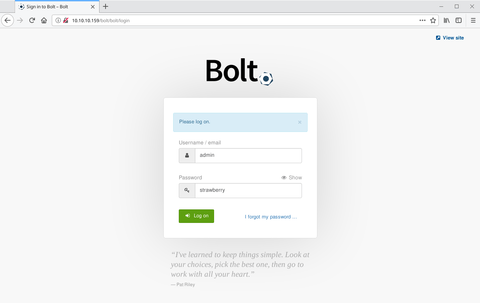 Sign in to Bolt – Bolt
10.10.10.159/bolt/bolt/login
View site
Bolt
Please log on.
Username / email
admin
Password
Show
strawberry
Log on
I forgot my password …
“I've learned to keep things simple. Look at
your choices, pick the best one, then go to
work with all your heart.”
— Pat Riley